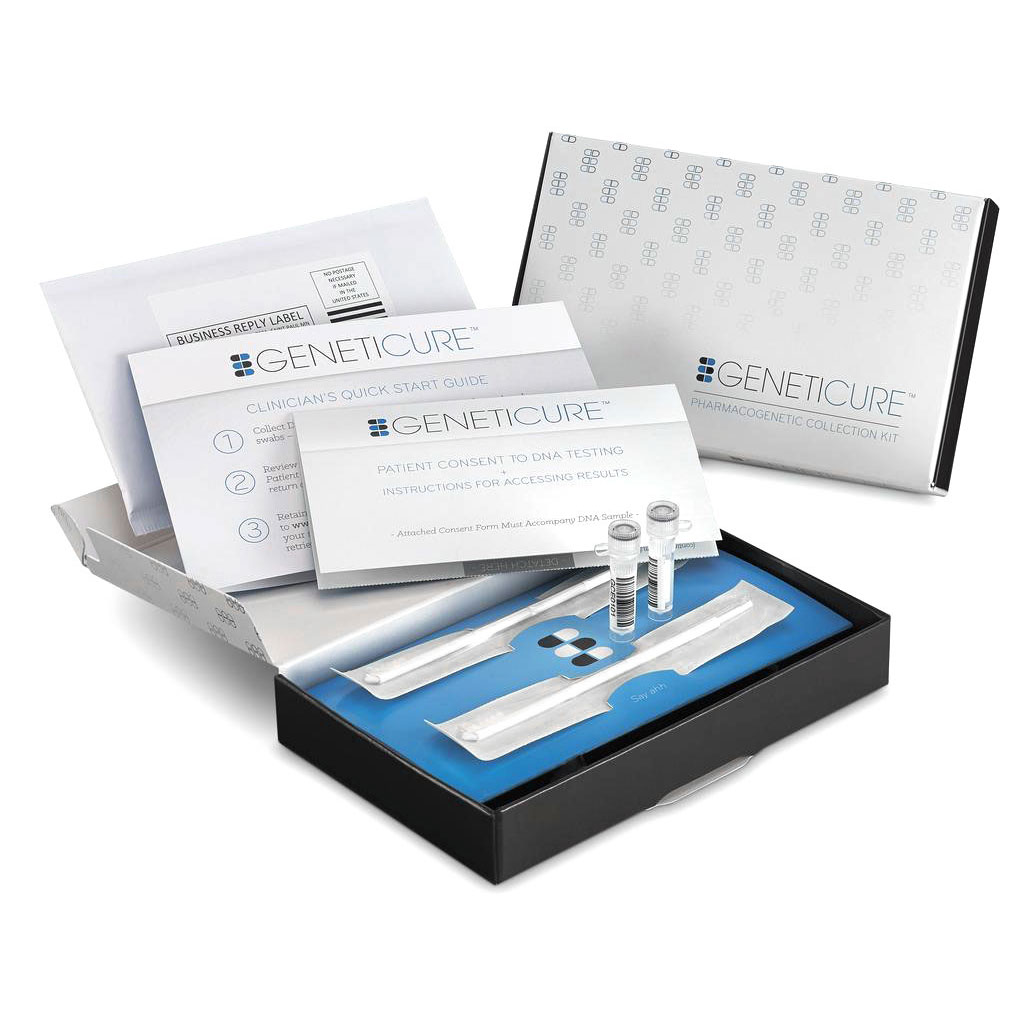 NO POSTAGE
NECESSARY
IF MAILED
IN THE
UNITED STATES
BUSINESS REPLY LABEL
GENETICURE™
CLINICIAN'S QUICK START GUIDE
1 Collect
swabs –
2 Review
Patient
return
3 Retain
to
your
GENETICURE™
PATIENT CONSENT TO DNA TESTING
+
INSTRUCTIONS FOR ACCESSING RESULTS
- Attached Consent Form Must Accompany DNA Sample -
DETATCH HERE
GENETICURE™
PHARMACOGENETIC COLLECTION KIT
Say ahh